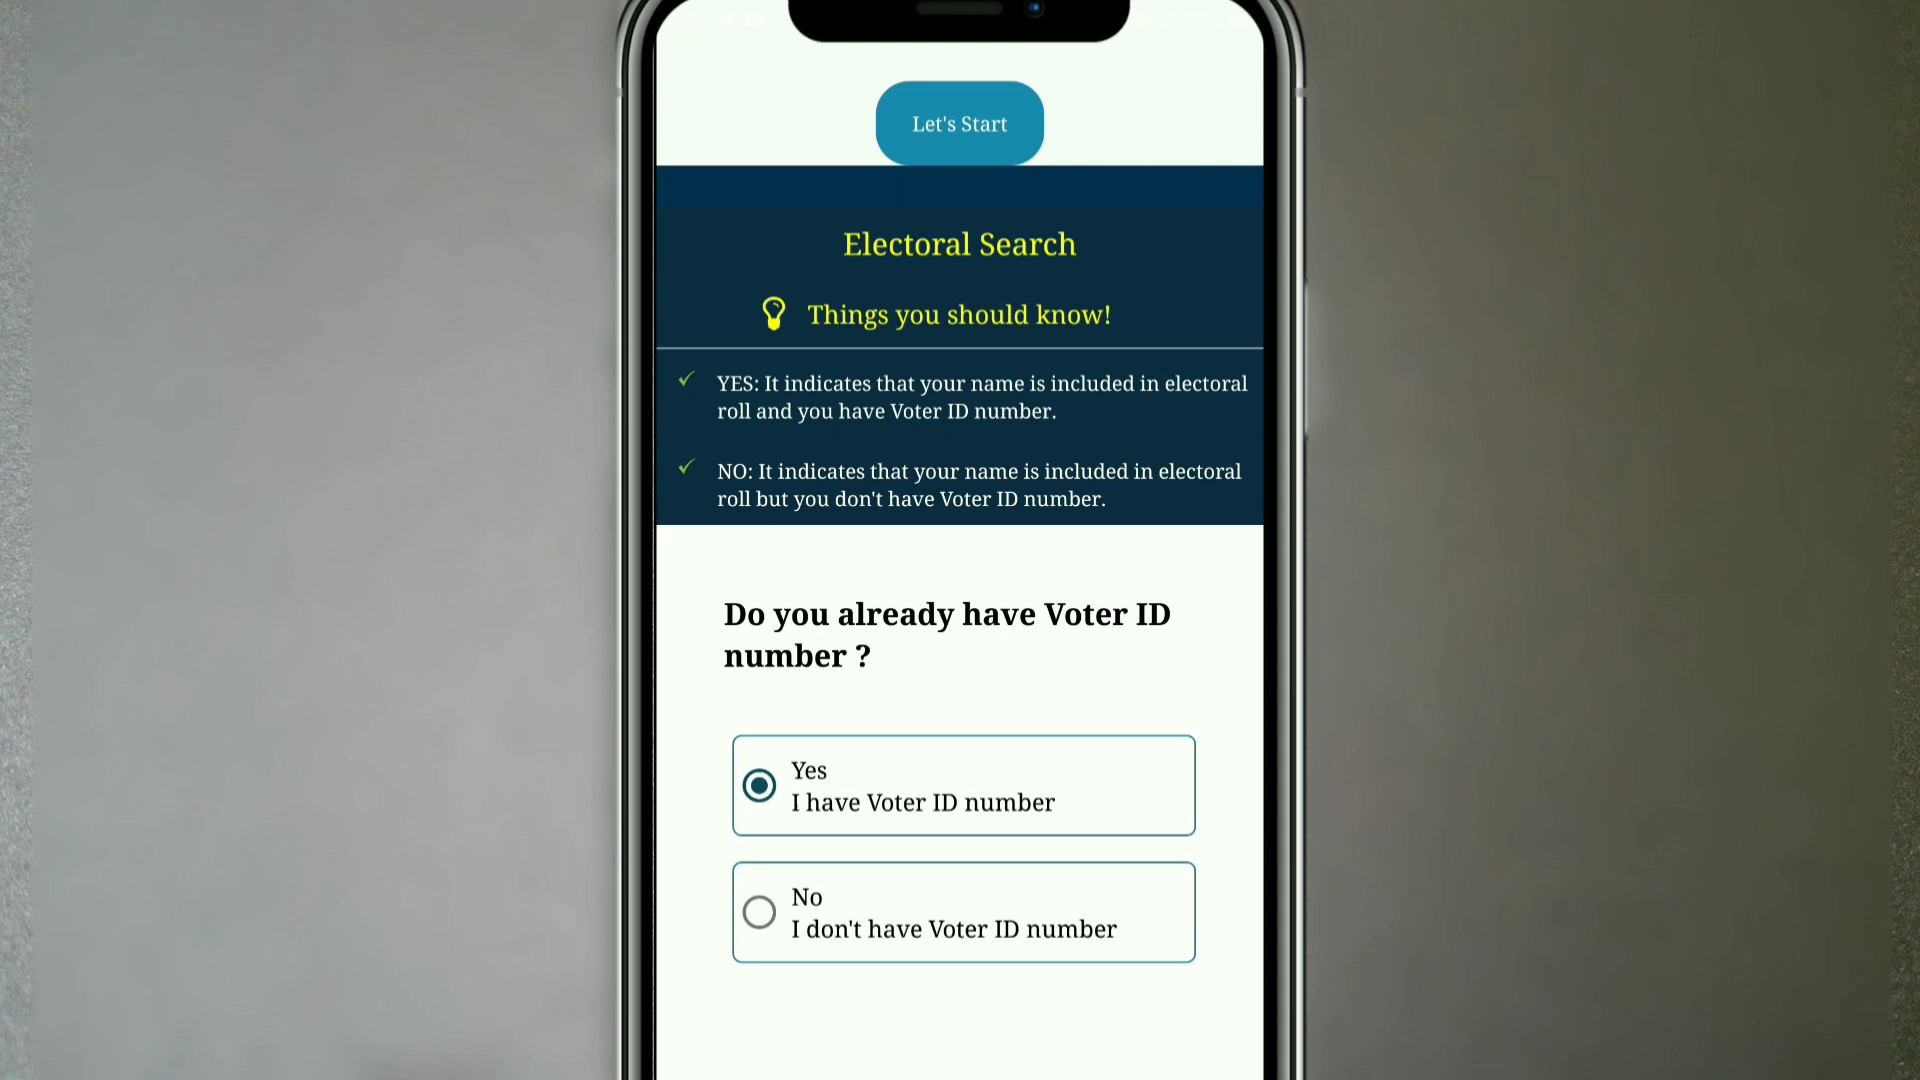 Let's Start
Electoral Search
Things you should know!
YES: It indicates that your name is included in electoral
roll and you have Voter ID number.
NO: It indicates that your name is included in electoral
roll but you don't have Voter ID number.
Do you already have Voter ID
number ?
Yes
I have Voter ID number
No
I don't have Voter ID number